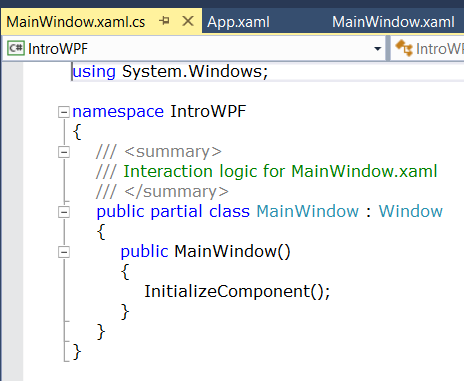 MainWindow.xaml.cs App.xaml MainWindow.xaml
C# IntroWPF
using System.Windows;
namespace IntroWPF
{
/// <summary>
/// Interaction logic for MainWindow.xaml
/// </summary>
public partial class MainWindow : Window
{
public MainWindow()
{
InitializeComponent();
}
}
}